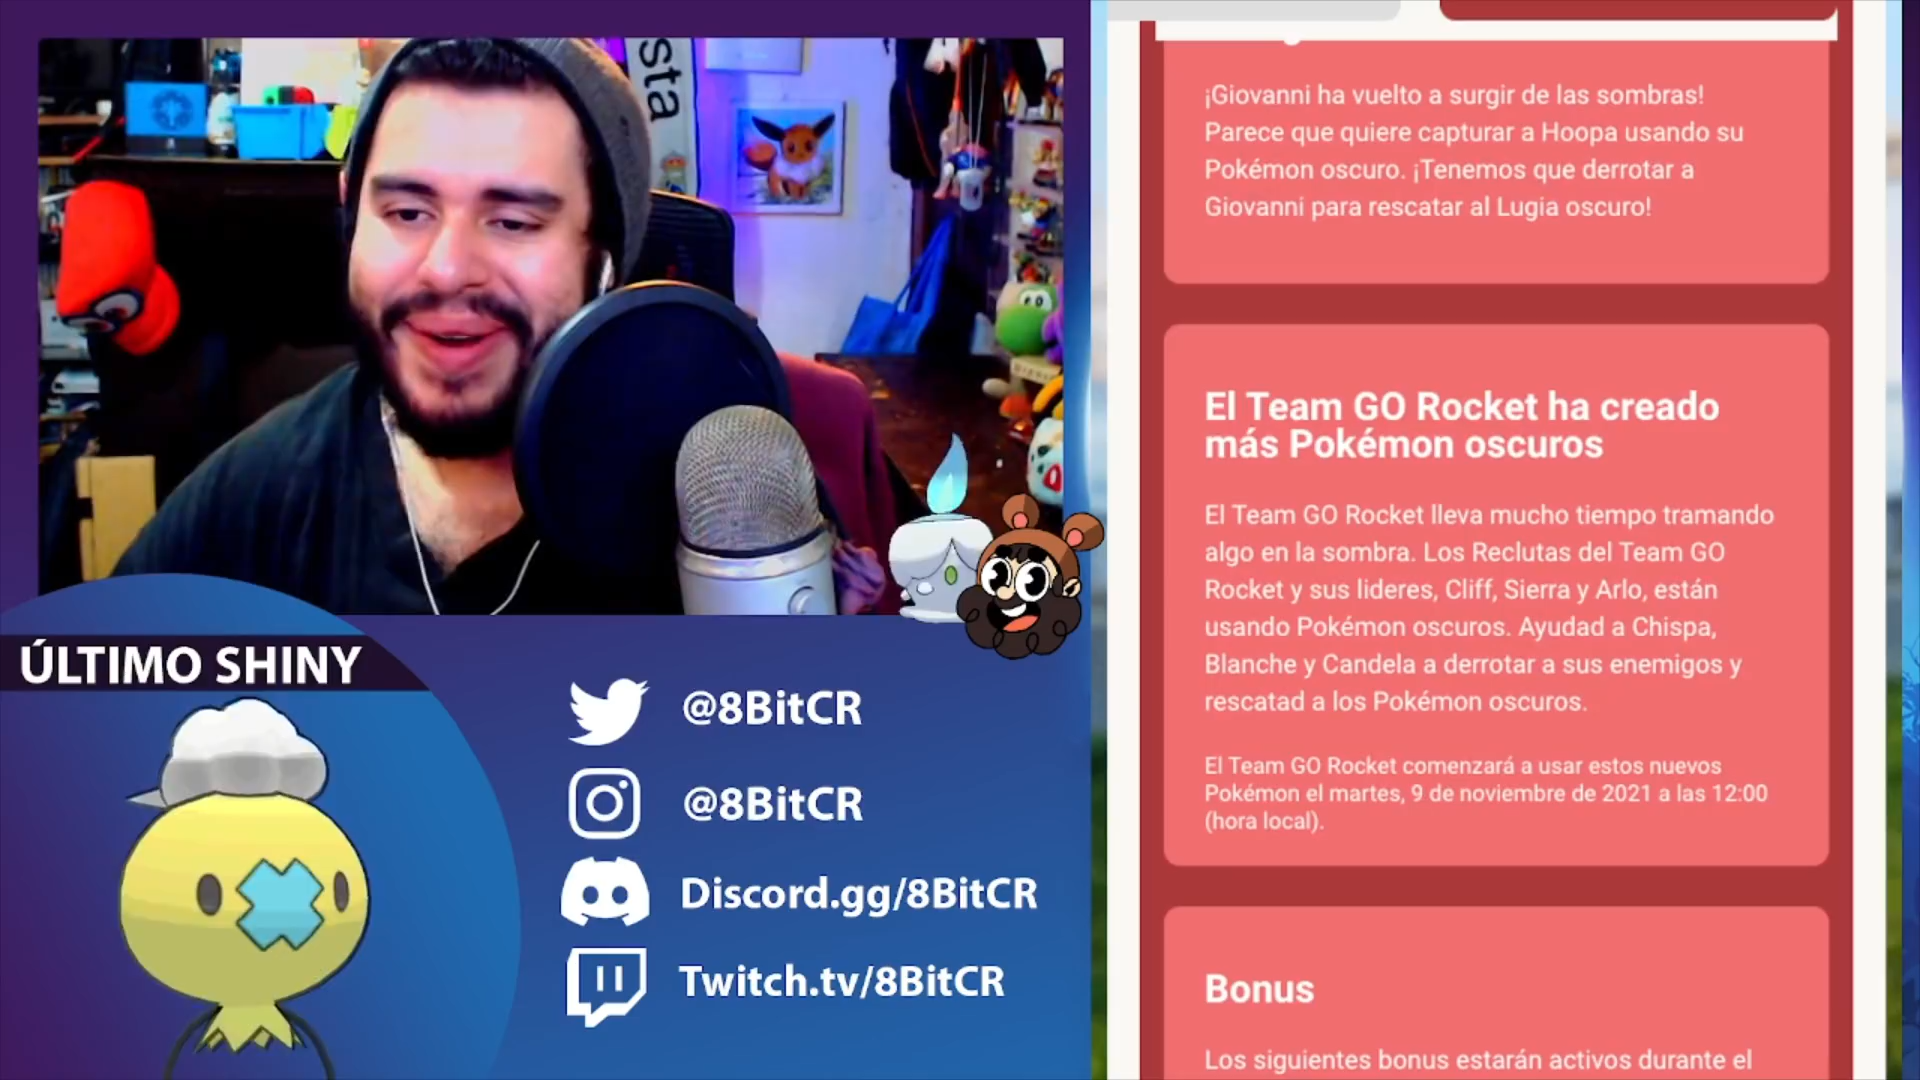 sta
ÚLTIMO SHINY
@8BitCR
@8BitCR
Discord.gg/8BitCR
Twitch.tv/8BitCR
¡Giovanni ha vuelto a surgir de las sombras!
Parece que quiere capturar a Hoopa usando su
Pokémon oscuro. ¡Tenemos que derrotar a
Giovanni para rescatar al Lugia oscuro!
El Team GO Rocket ha creado
más Pokémon oscuros
El Team GO Rocket lleva mucho tiempo tramando
algo en la sombra. Los Reclutas del Team GO
Rocket y sus lideres, Cliff, Sierra y Arlo, están
usando Pokémon oscuros. Ayudad a Chispa,
Blanche y Candela a derrotar a sus enemigos y
rescatad a los Pokémon oscuros.
El Team GO Rocket comenzará a usar estos nuevos
Pokémon el martes, 9 de noviembre de 2021 a las 12:00
(hora local).
Bonus
Los siguientes bonus estarán activos durante el